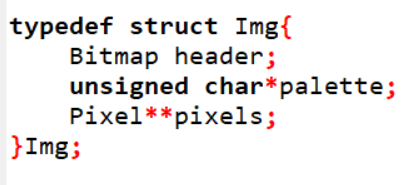 typedef struct Img{
    Bitmap header;
    unsigned char*palette;
    Pixel**pixels;
}Img;